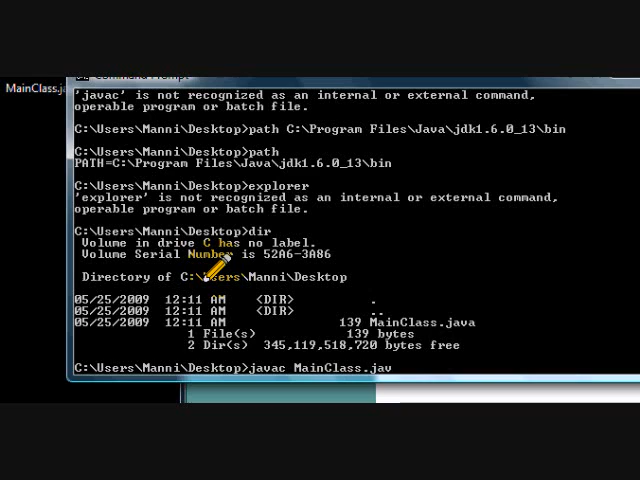 MainClass.ja
'javac' is not recognized as an internal or external command,
operable program or batch file.
C:\Users\Manni\Desktop>path C:\Program Files\Java\jdk1.6.0_13\bin
C:\Users\Manni\Desktop>path
PATH=C:\Program Files\Java\jdk1.6.0_13\bin
C:\Users\Manni\Desktop>explorer
'explorer' is not recognized as an internal or external command,
operable program or batch file.
C:\Users\Manni\Desktop>dir
Volume in drive C has no label.
Volume Serial Number is 52A6-3A86
Directory of C:\Users\Manni\Desktop
05/25/2009 12:11 AM <DIR> .
05/25/2009 12:11 AM <DIR> ..
05/25/2009 12:11 AM 139 MainClass.java
1 File(s) 139 bytes
2 Dir(s) 345,119,518,720 bytes free
C:\Users\Manni\Desktop>javac MainClass.jav